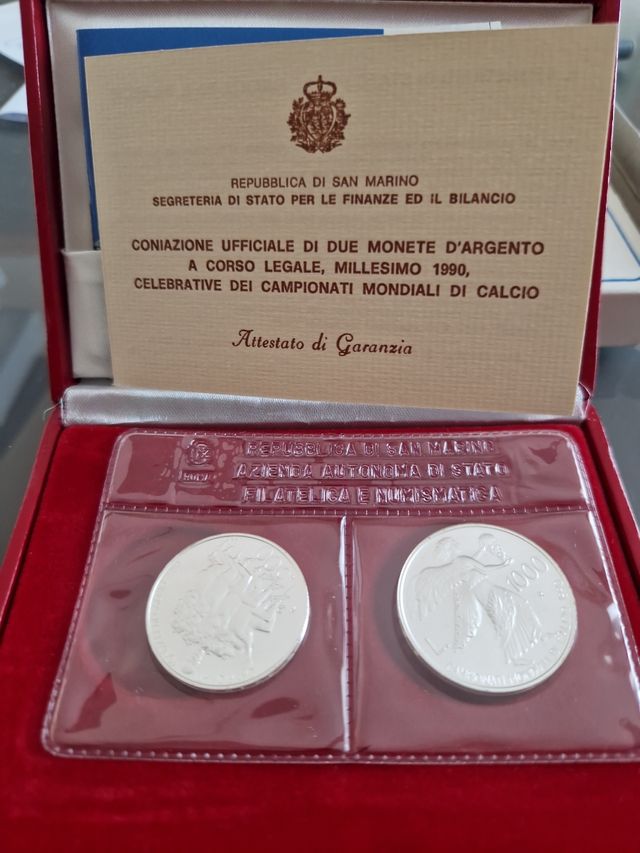 REPUBBLICA DI SAN MARINO
SEGRETERIA DI STATO PER LE FINANZE ED IL BILANCIO
CONIAZIONE UFFICIALE DI DUE MONETE D'ARGENTO
A CORSO LEGALE, MILLESIMO 1990,
CELEBRATIVE DEI CAMPIONATI MONDIALI DI CALCIO
Attestato di Garanzia
REPUBBLICA DI SAN MARINO
AZIENDA AUTONOMA DI STATO
FILATELICA E NUMISMATICA
ROMA
L 1000